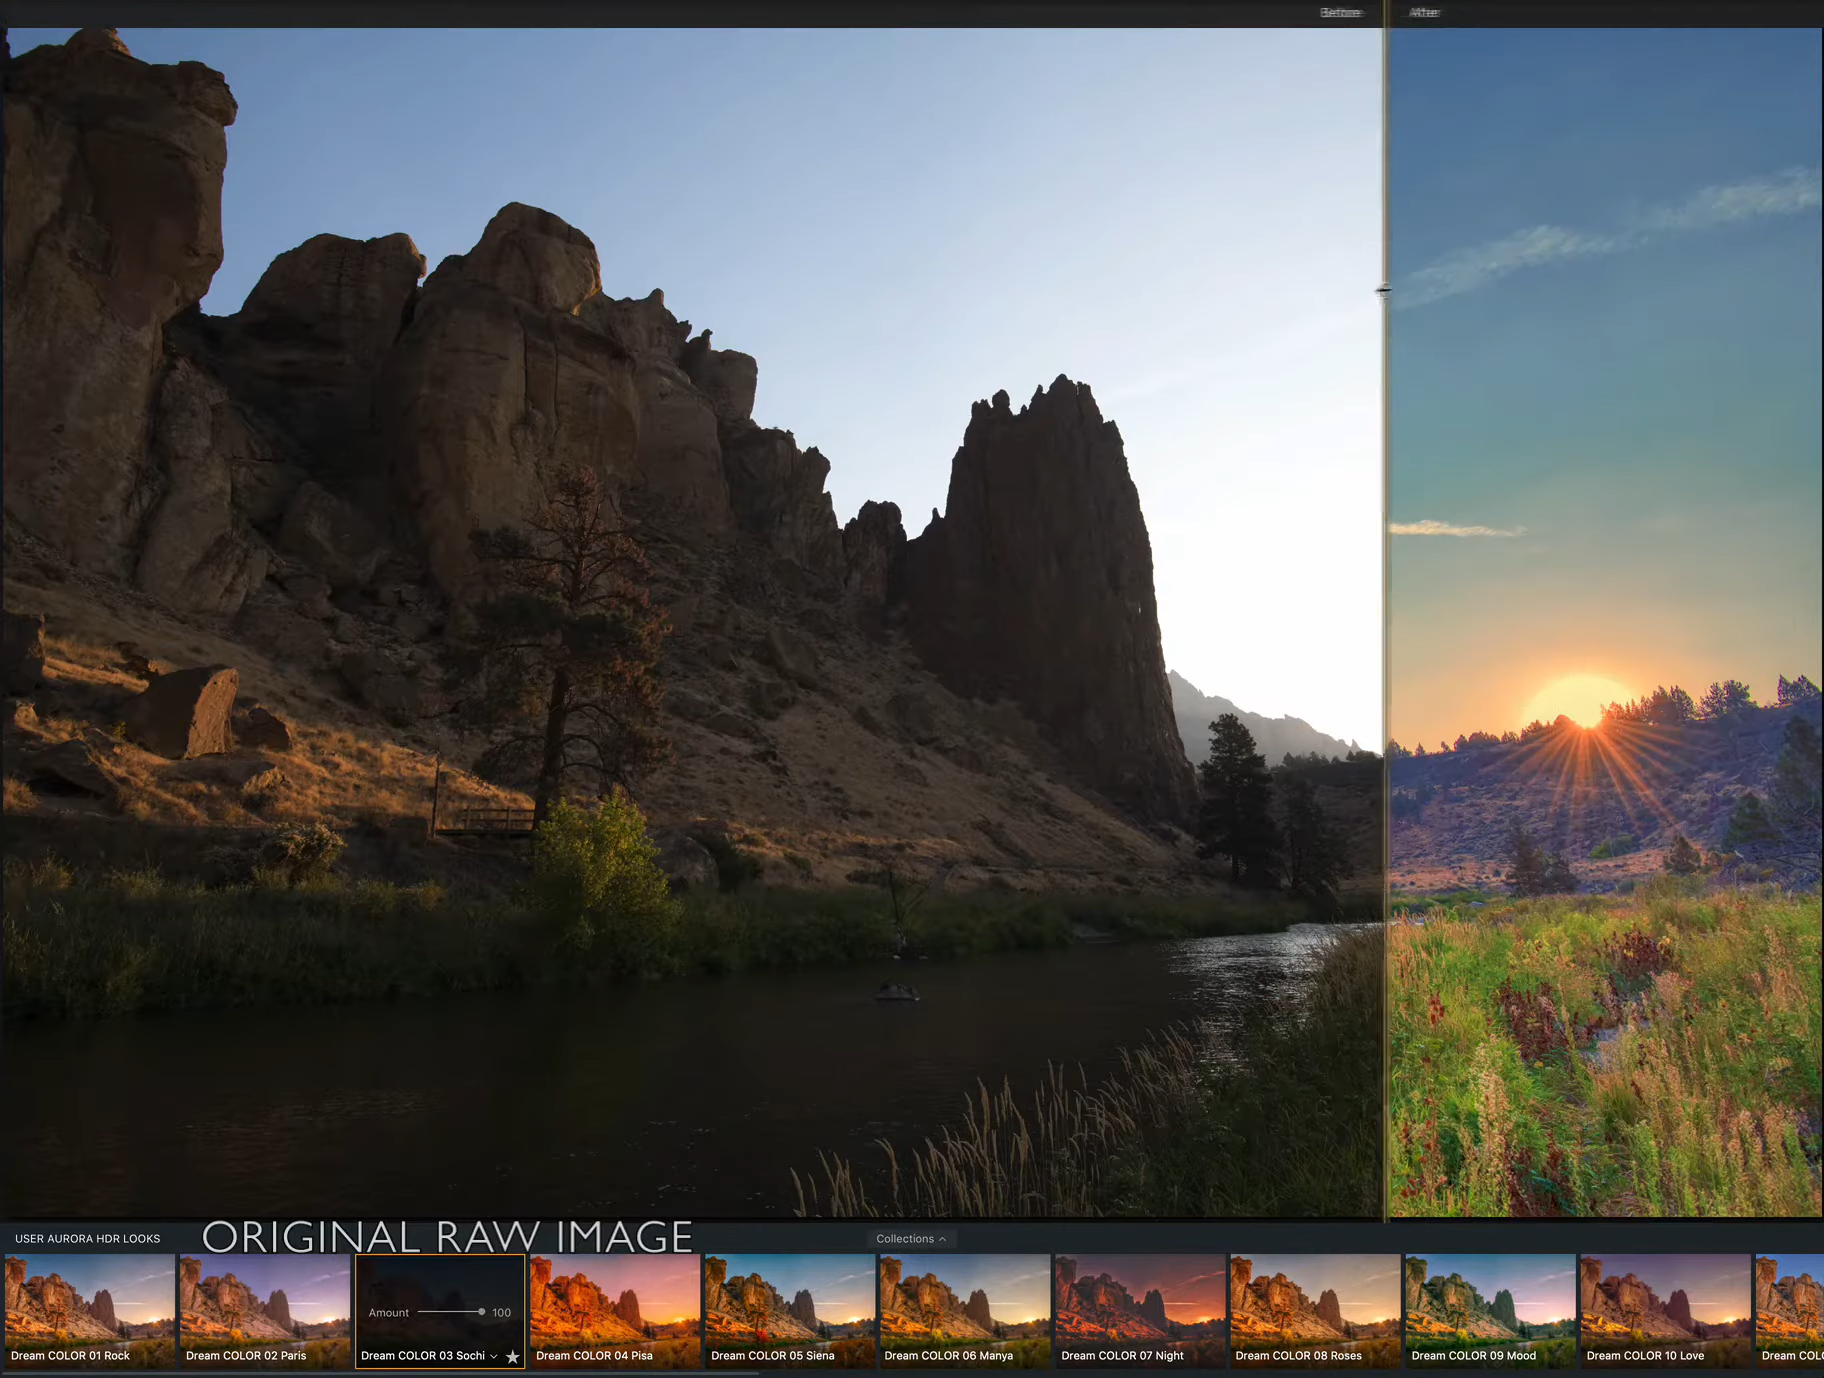 Before
After
USER AURORA HDR LOOKS
ORIGINAL RAW IMAGE
Collections
Amount 100
Dream COLOR 01 Rock
Dream COLOR 02 Paris
Dream COLOR 03 Sochi
Dream COLOR 04 Pisa
Dream COLOR 05 Siena
Dream COLOR 06 Manya
Dream COLOR 07 Night
Dream COLOR 08 Roses
Dream COLOR 09 Mood
Dream COLOR 10 Love
Dream COLO